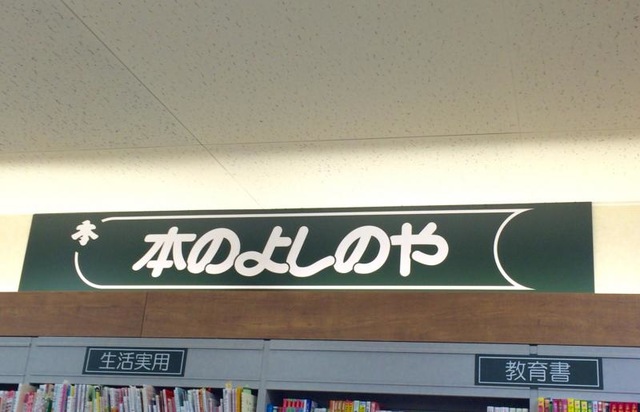 本
本のよしのや
生活実用
教育書